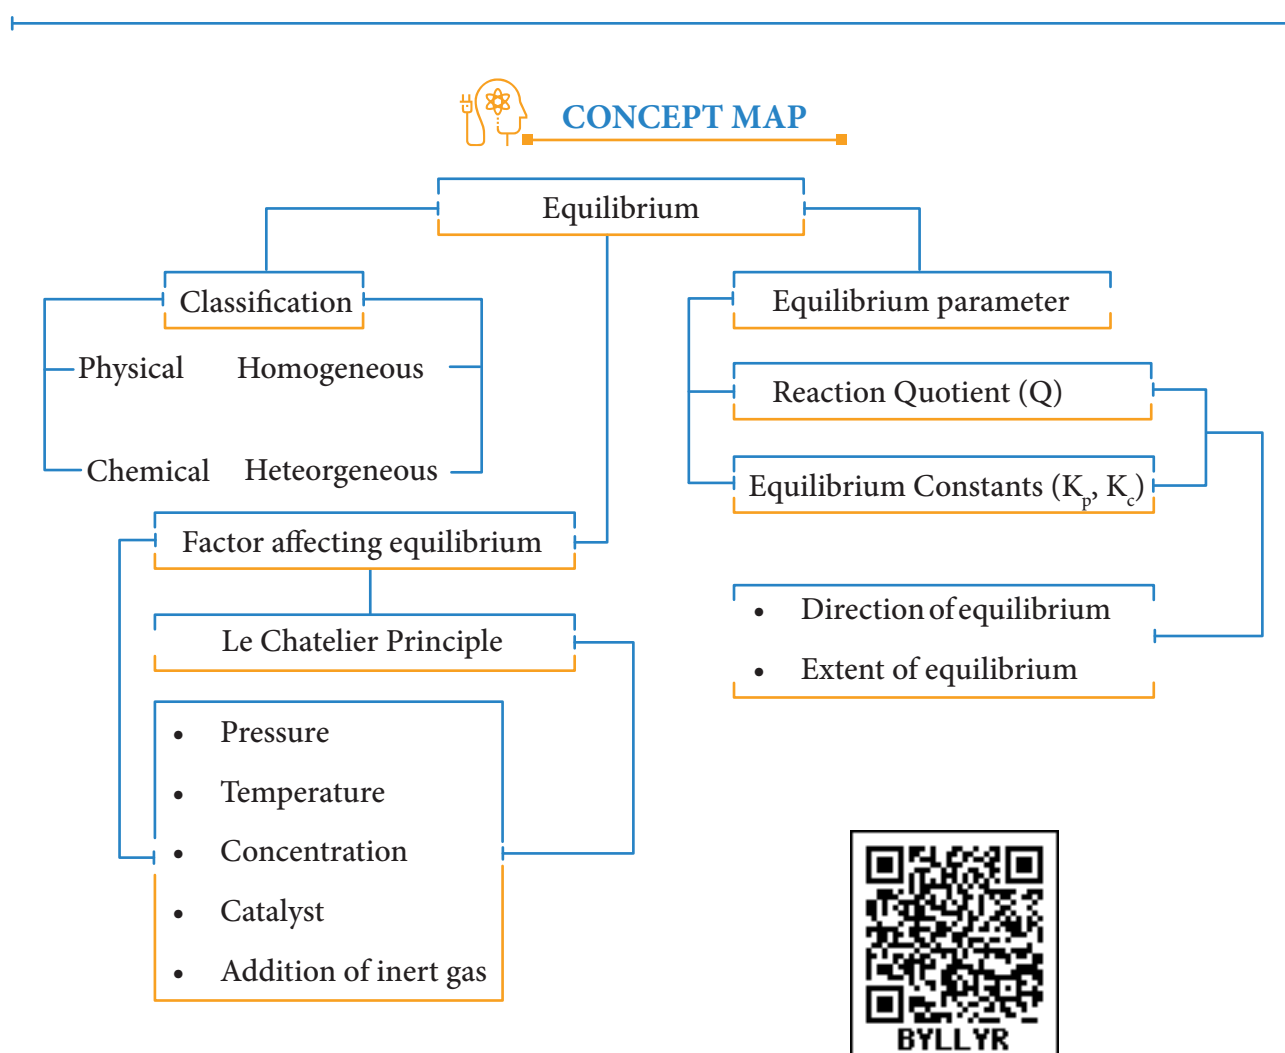 CONCEPT MAP
Equilibrium
Classification
Physical Homogeneous
Chemical Heteorgeneous
Factor affecting equilibrium
Le Chatelier Principle
• Pressure
• Temperature
• Concentration
• Catalyst
• Addition of inert gas
Equilibrium parameter
Reaction Quotient (Q)
Equilibrium Constants (Kp, Kc)
• Direction of equilibrium
• Extent of equilibrium
BYLLYR